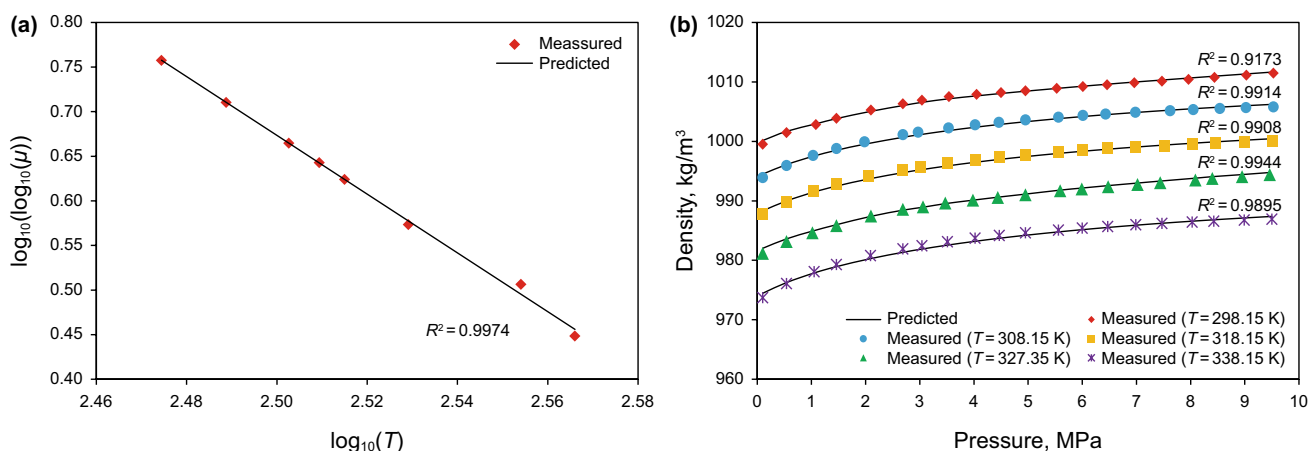 (a)
0.80
0.75
0.70
0.65
0.60
0.55
0.50
0.45
0.40
log₁₀(log₁₀(μ))
Meassured
Predicted
R² = 0.9974
2.46
2.48
2.50
2.52
2.54
2.56
2.58
log₁₀(T)
(b)
1020
1010
1000
990
980
970
960
Density, kg/m³
R² = 0.9173
R² = 0.9914
R² = 0.9908
R² = 0.9944
R² = 0.9895
Predicted
Measured (T = 298.15 K)
Measured (T = 308.15 K)
Measured (T = 318.15 K)
Measured (T = 327.35 K)
Measured (T = 338.15 K)
0
1
2
3
4
5
6
7
8
9
10
Pressure, MPa